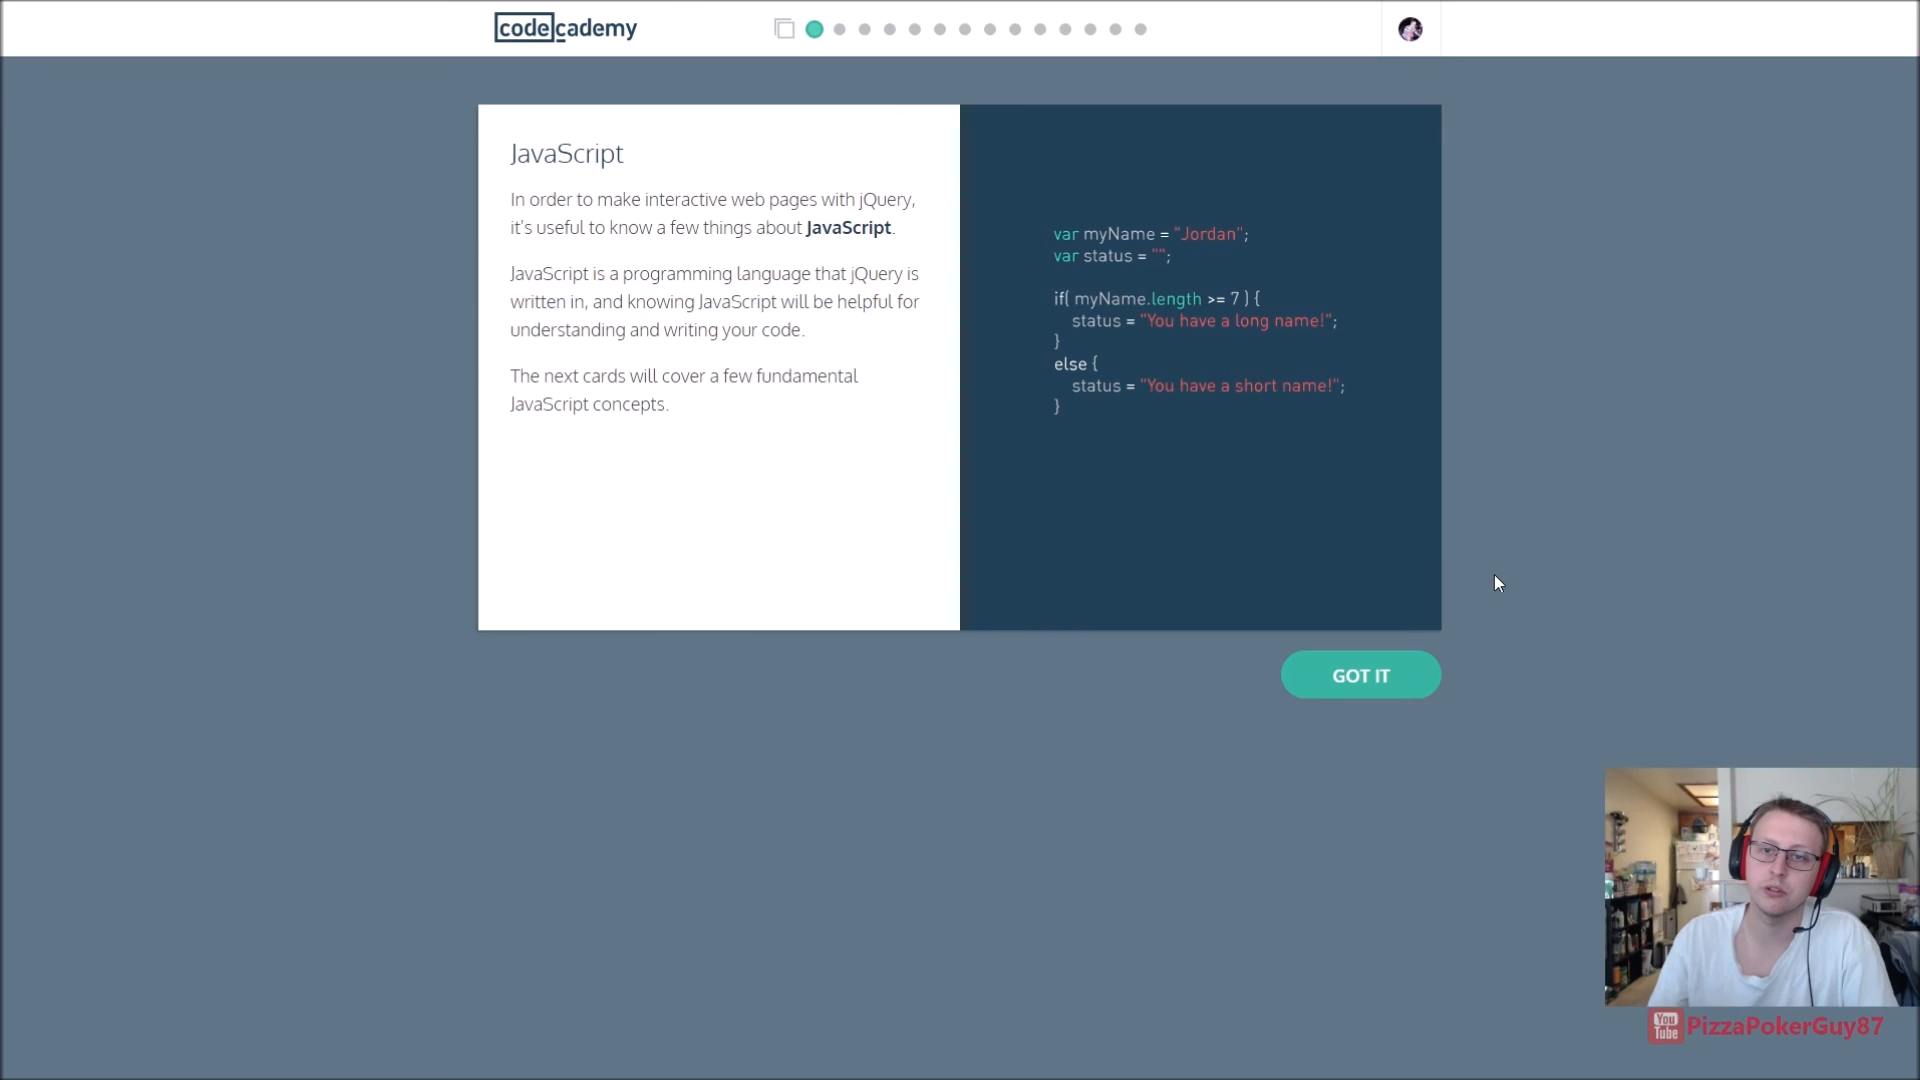 codecademy
JavaScript
In order to make interactive web pages with jQuery,
it's useful to know a few things about JavaScript.
JavaScript is a programming language that jQuery is
written in, and knowing JavaScript will be helpful for
understanding and writing your code.
The next cards will cover a few fundamental
JavaScript concepts.
var myName = "Jordan";
var status = "";
if( myName.length >= 7 ) {
status = "You have a long name!";
}
else {
status = "You have a short name!";
}
GOT IT
You Tube PizzaPokerGuy87